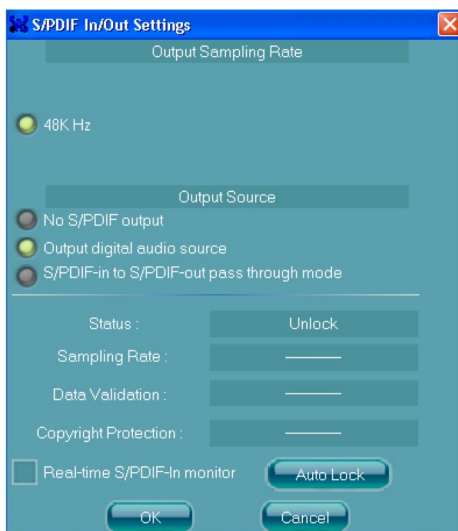 S/PDIF In/Out Settings
Output Sampling Rate
48K Hz
Output Source
No S/PDIF output
Output digital audio source
S/PDIF-in to S/PDIF-out pass through mode
Status : Unlock
Sampling Rate :
Data Validation :
Copyright Protection :
Real-time S/PDIF-In monitor Auto Lock
OK Cancel